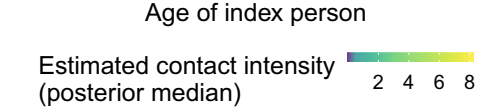 Age of index person
Estimated contact intensity
(posterior median)
2 4 6 8